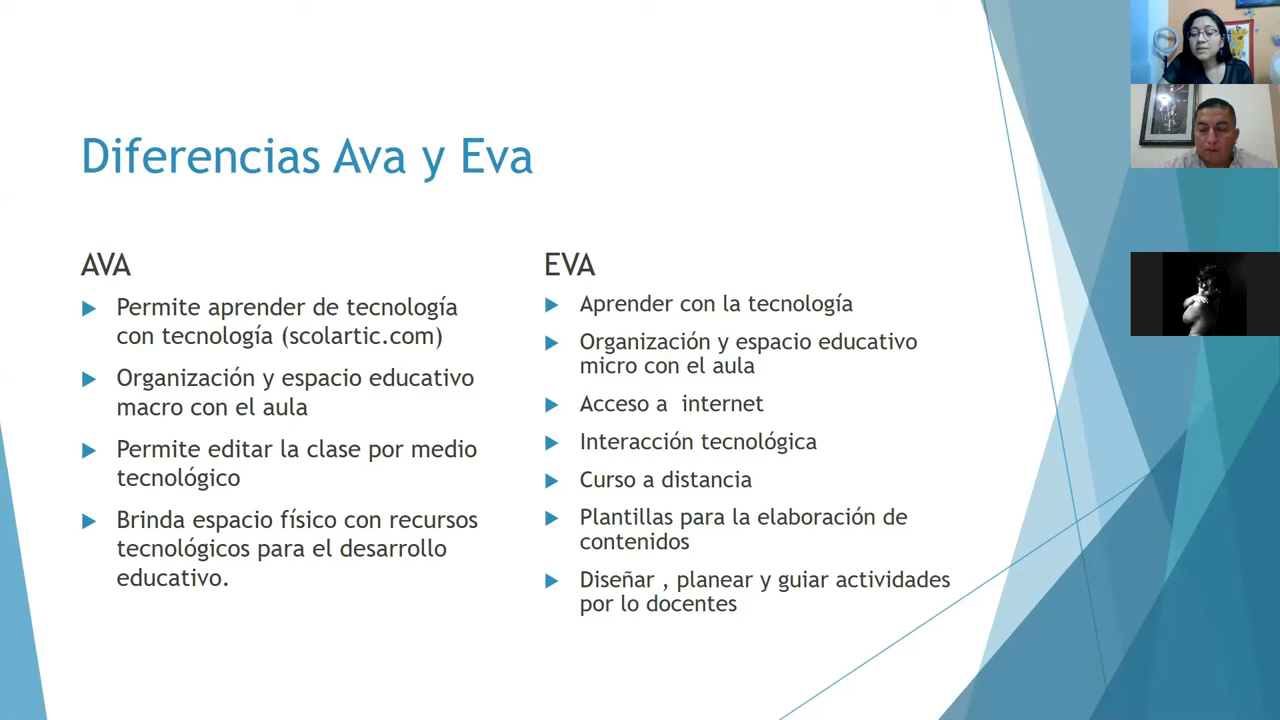 Diferencias Ava y Eva
AVA
Permite aprender de tecnología
con tecnología (scolartic.com)
Organización y espacio educativo
macro con el aula
Permite editar la clase por medio
tecnológico
Brinda espacio físico con recursos
tecnológicos para el desarrollo
educativo.
EVA
Aprender con la tecnología
Organización y espacio educativo
micro con el aula
Acceso a internet
Interacción tecnológica
Curso a distancia
Plantillas para la elaboración de
contenidos
Diseñar , planear y guiar actividades
por lo docentes